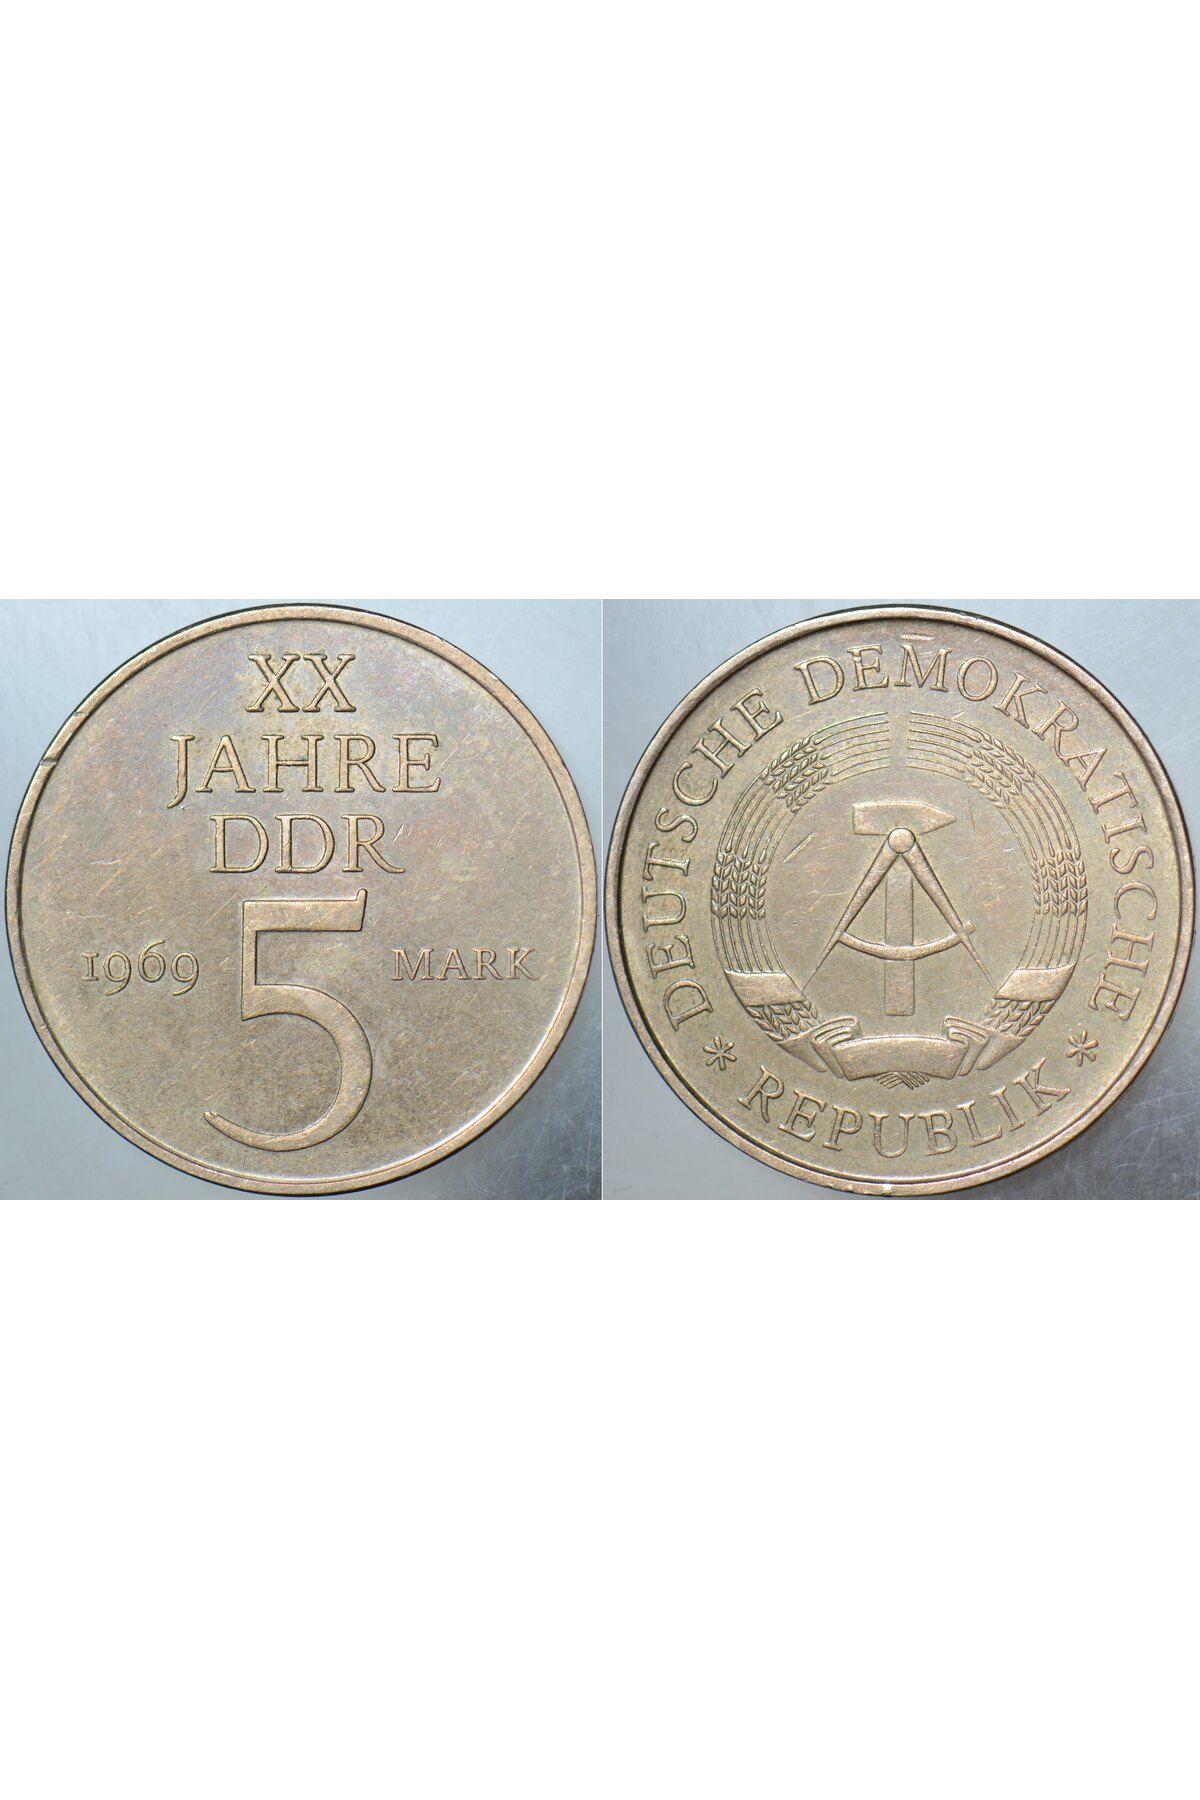 XX
JAHRE
DDR
1969 5 MARK
DEUTSCHE DEMOKRATISCHE
* REPUBLIK *